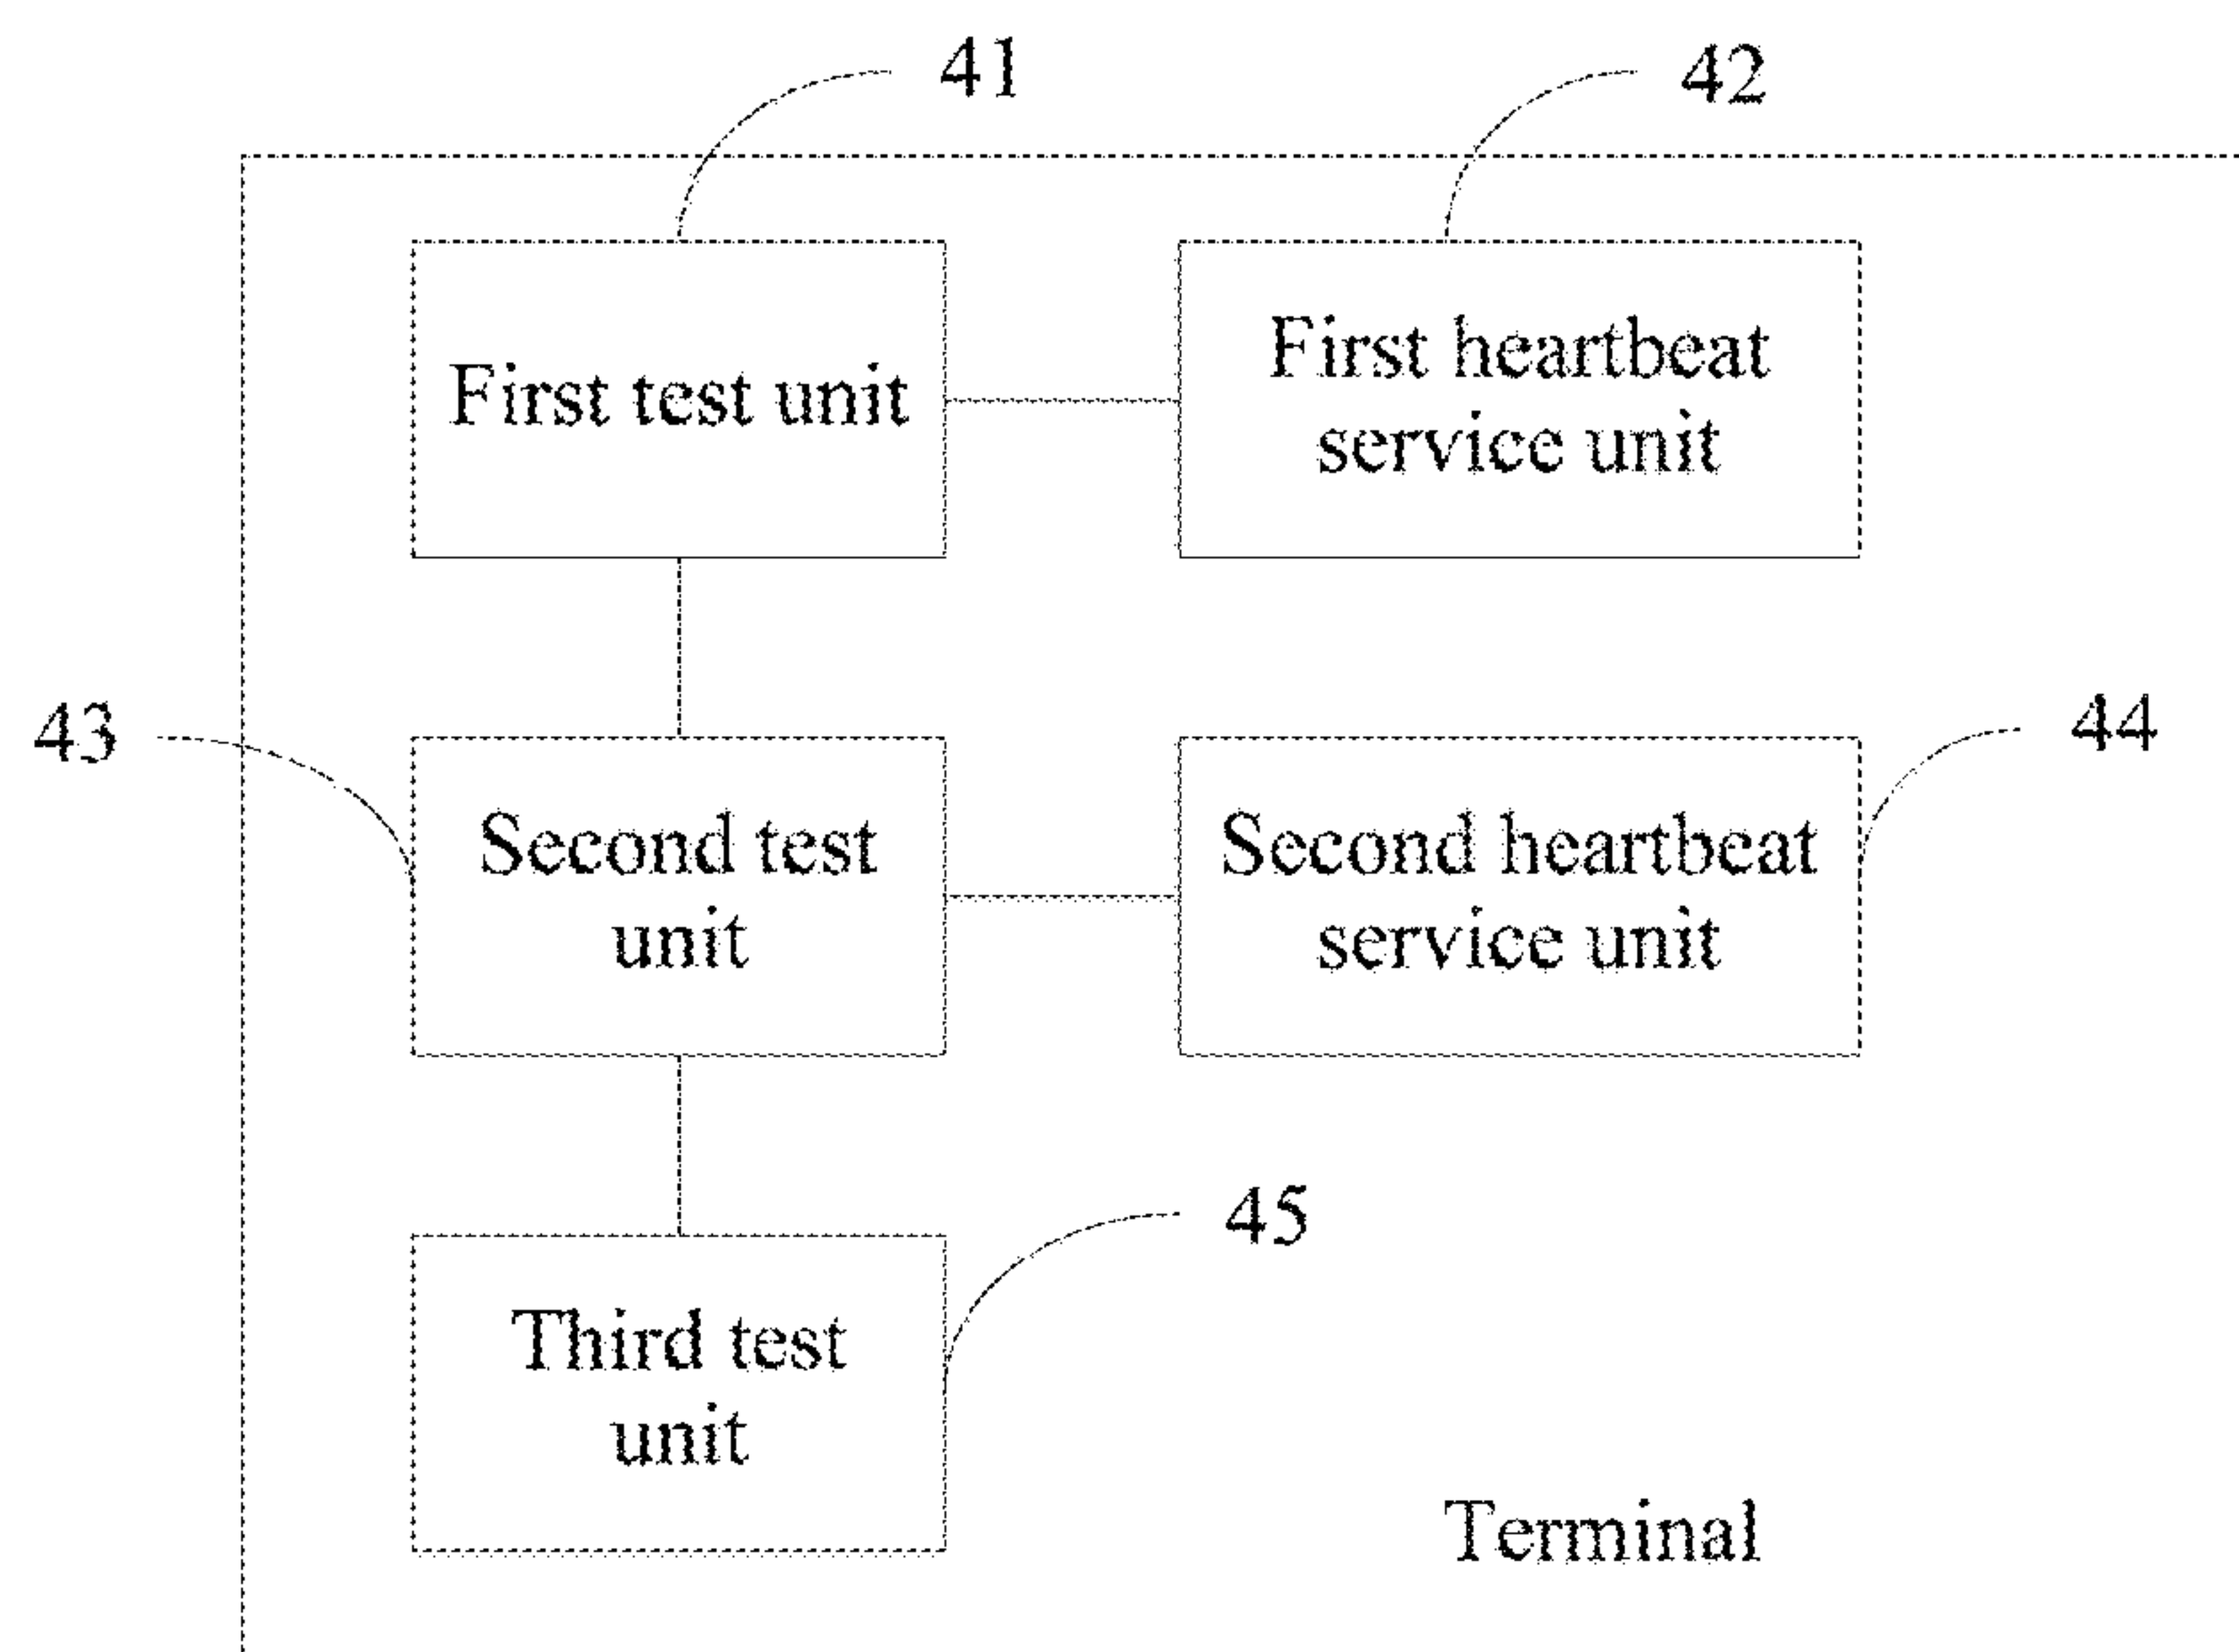 41
42
First test unit
First heartbeat
service unit
43
44
Second test
unit
Second heartbeat
service unit
45
Third test
unit
Terminal